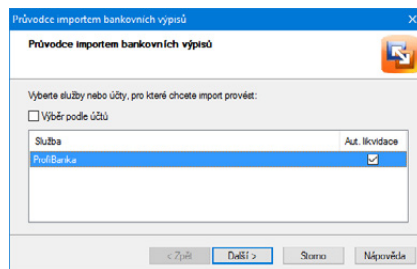 Průvodce importem bankovních výpisů
Průvodce importem bankovních výpisů
Vyberte služby nebo účty, pro které chcete import provést:
Výběr podle účtů
Služba Aut. likvidace
ProfiBanka
< Zpět Další > Storno Nápověda